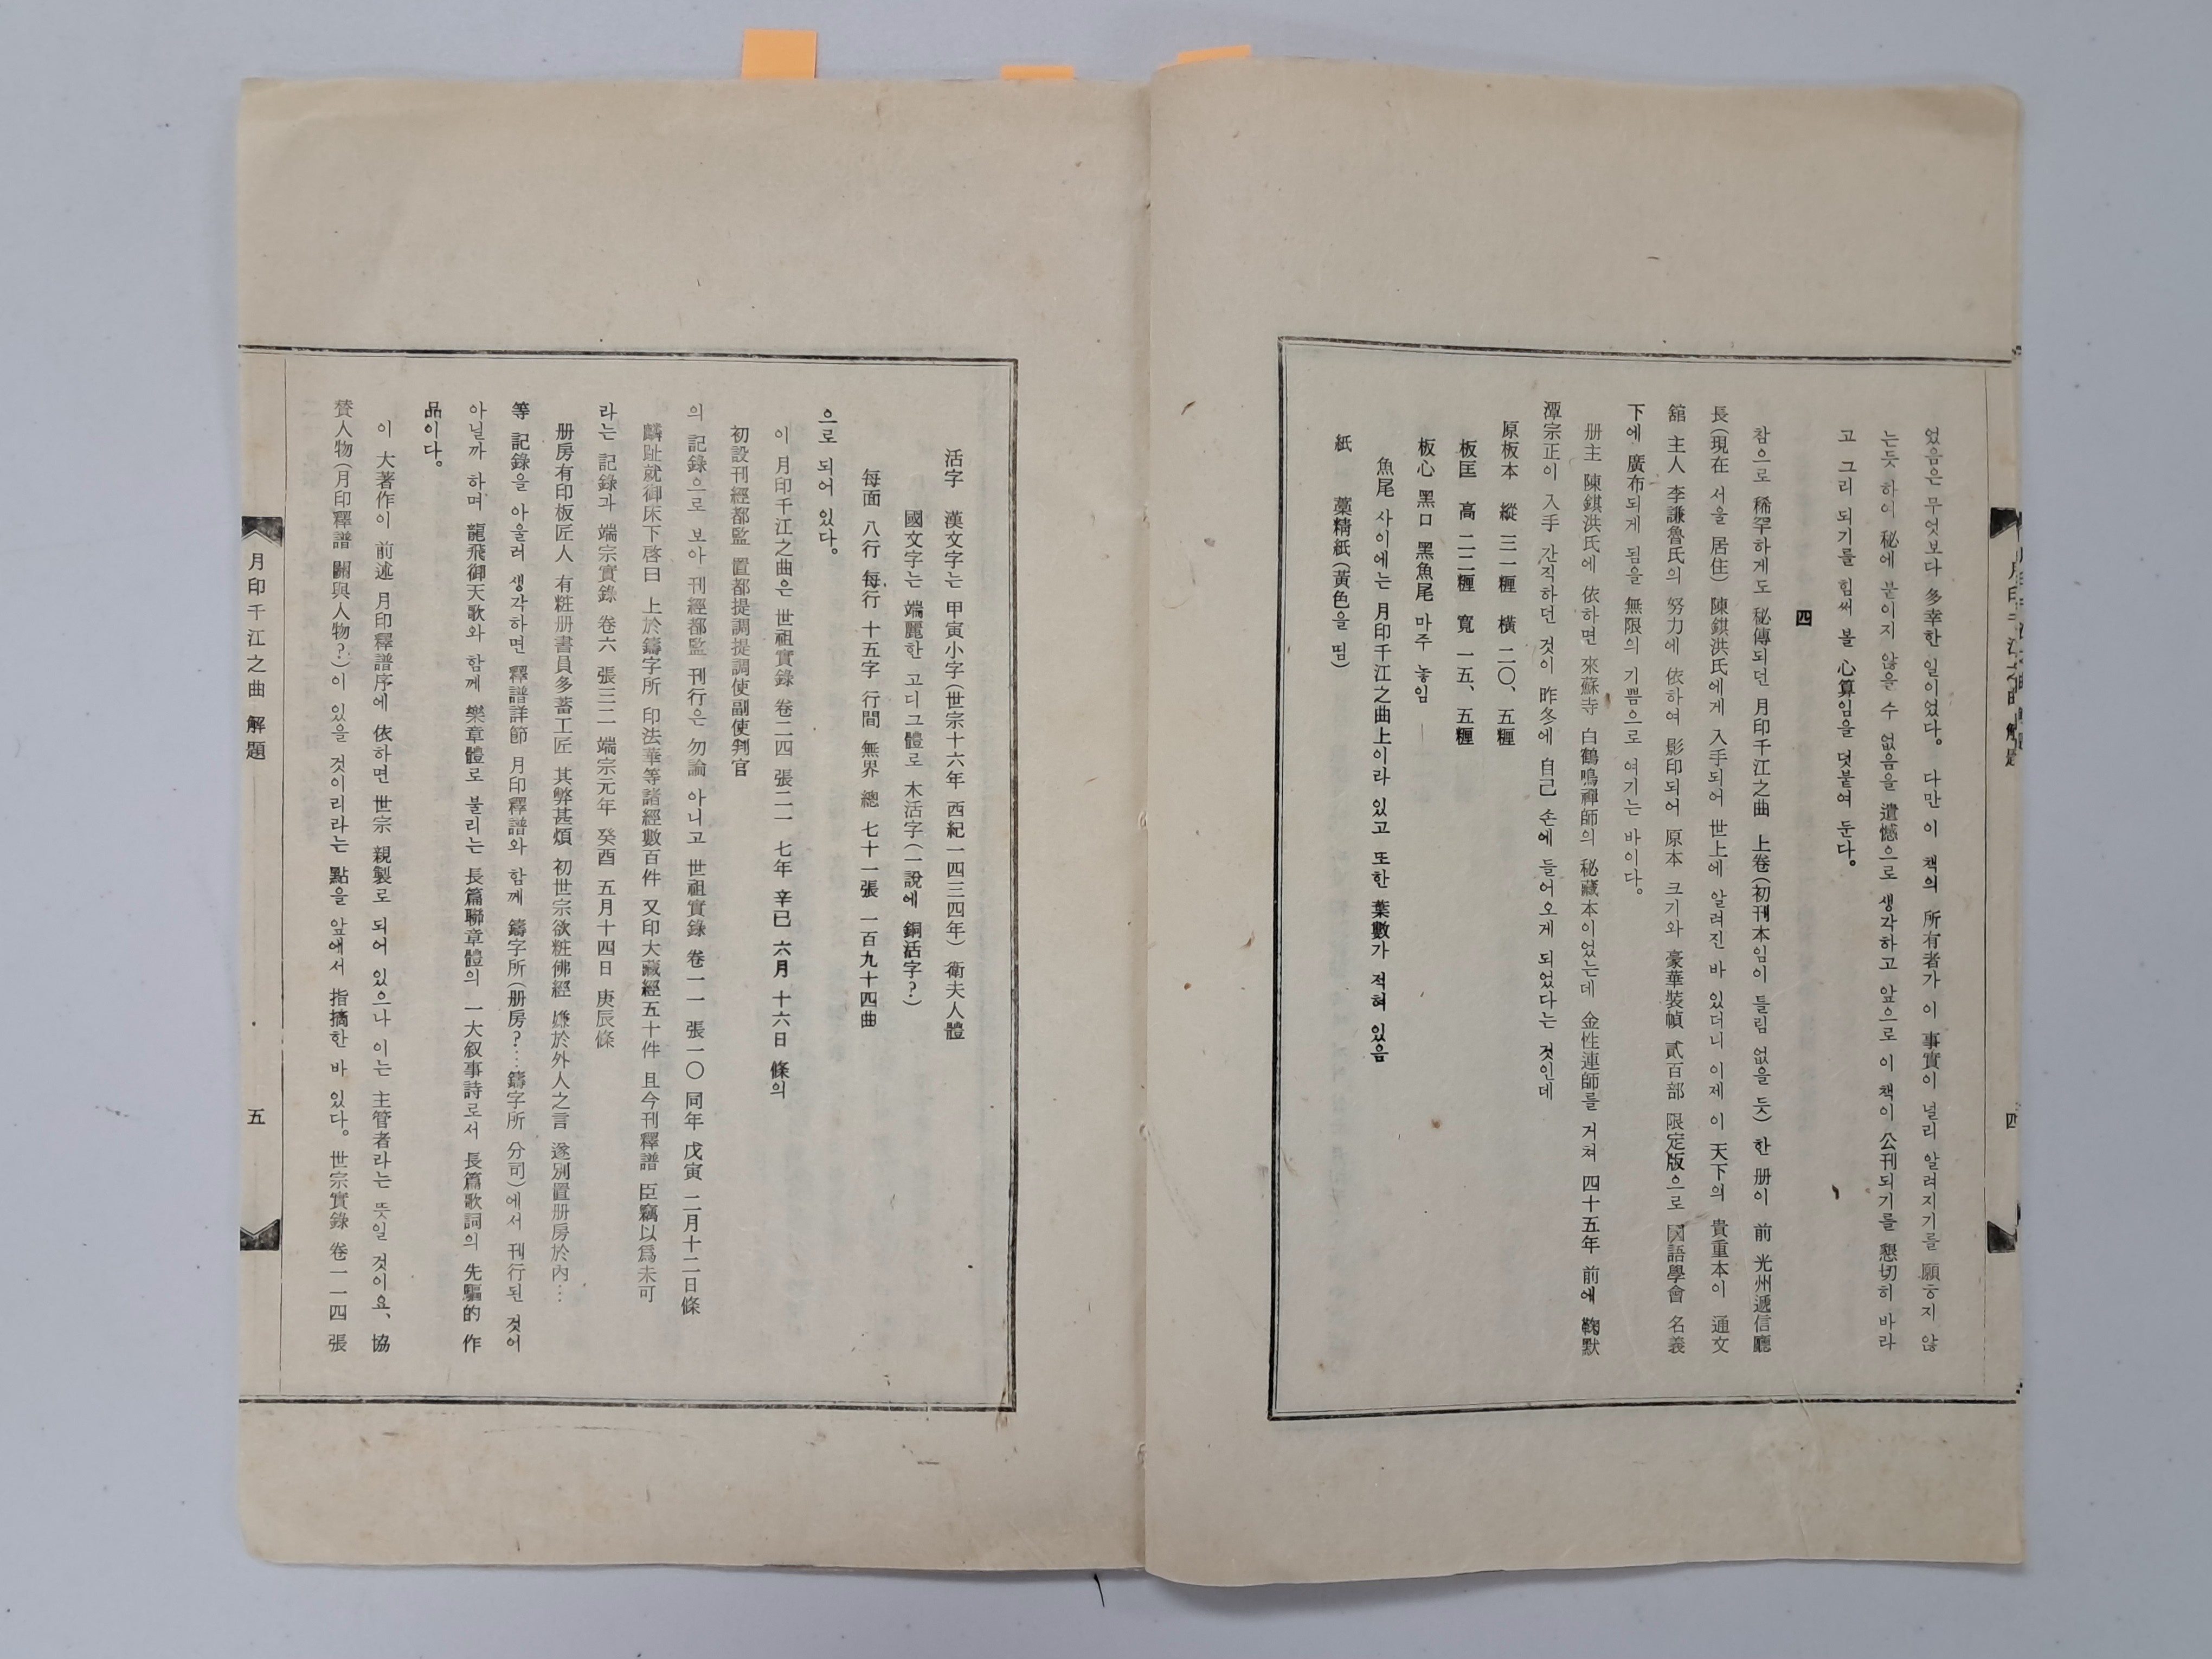 었음은 무엇보다 多幸한 일이었다。 다만 이 책의 所有者가 이 事實이 널리 알려지기를 願ㅎ지 않
는듯 하여 秘에 붙이지 않을 수 없음을 遺憾으로 생각하고 앞으로 이 책이 公刊되기를 懇切히 바라
고 그리 되기를 힘써 볼 心算임을 덧붙여 둔다。
四
참으로 稀罕하게도 秘傳되던 月印千江之曲 上卷(初刊本임이 틀림 없을 듯) 한 册이 前 光州遞信廳
長(現在 서울 居住) 陳錤洪氏에게 入手되어 世上에 알려진 바 있더니 이제 이 天下의 貴重本이 通文
舘 主人 李謙魯氏의 努力에 依하여 影印되어 原本 크기와 豪華裝幀 貳百部 限定版으로 國語學會 名義
下에 廣布되게 됨을 無限의 기쁨으로 여기는 바이다。
册主 陳錤洪氏에 依하면 來蘇寺 白鶴鳴禪師의 秘藏本이었는데 金性連師를 거쳐 四十五年 前에 鞠默
潭宗正이 入手 간직하던 것이 昨冬에 自己 손에 들어오게 되었다는 것인데
原板本 縱 三一糎 橫 二〇、五糎
板匡 高 二二糎 寬 一五、五糎
板心 黑口 黑魚尾 마주 놓임
魚尾 사이에는 月印千江之曲上이라 있고 또한 葉數가 적혀 있음
紙 藁精紙(黃色을 띰)
月印千江之曲 解題
四
活字 漢文字는 甲寅小字(世宗十六年 西紀一四三四年) 衛夫人體
國文字는 端麗한 고디그體로 木活字(一說에 銅活字?)
每面 八行 每行 十五字 行間 無界 總 七十一張 一百九十四曲
으로 되어 있다。
이 月印千江之曲은 世祖實錄 卷二四 張二一 七年 辛巳 六月 十六日 條의
初設刊經都監 置都提調提調使副使判官
의 記錄으로 보아 刊經都監 刊行은 勿論 아니고 世祖實錄 卷一一 張一〇 同年 戊寅 二月十二日條
麟趾就御床下啓曰 上於鑄字所 印法華等諸經數百件 又印大藏經五十件 且今刊釋譜 臣竊以爲未可
라는 記錄과 端宗實錄 卷六 張三二 端宗元年 癸酉 五月十四日 庚辰條
册房有印板匠人 有粧册書員多蓄工匠 其弊甚煩 初世宗欲粧佛經 嫌於外人之言 遂別置册房於內…
等 記錄을 아울러 생각하면 釋譜詳節 月印釋譜와 함께 鑄字所(册房?…鑄字所 分司)에서 刊行된 것이
아닐까 하며 龍飛御天歌와 함께 樂章體로 불리는 長篇聯章體의 一大叙事詩로서 長篇歌詞의 先驅的 作
品이다。
이 大著作이 前述 月印釋譜序에 依하면 世宗 親製로 되어 있으나 이는 主管者라는 뜻일 것이요、協
贊人物(月印釋譜 關與人物?)이 있을 것이리라는 點을 앞에서 指摘한 바 있다。世宗實錄 卷一一四 張
月印千江之曲 解題
五